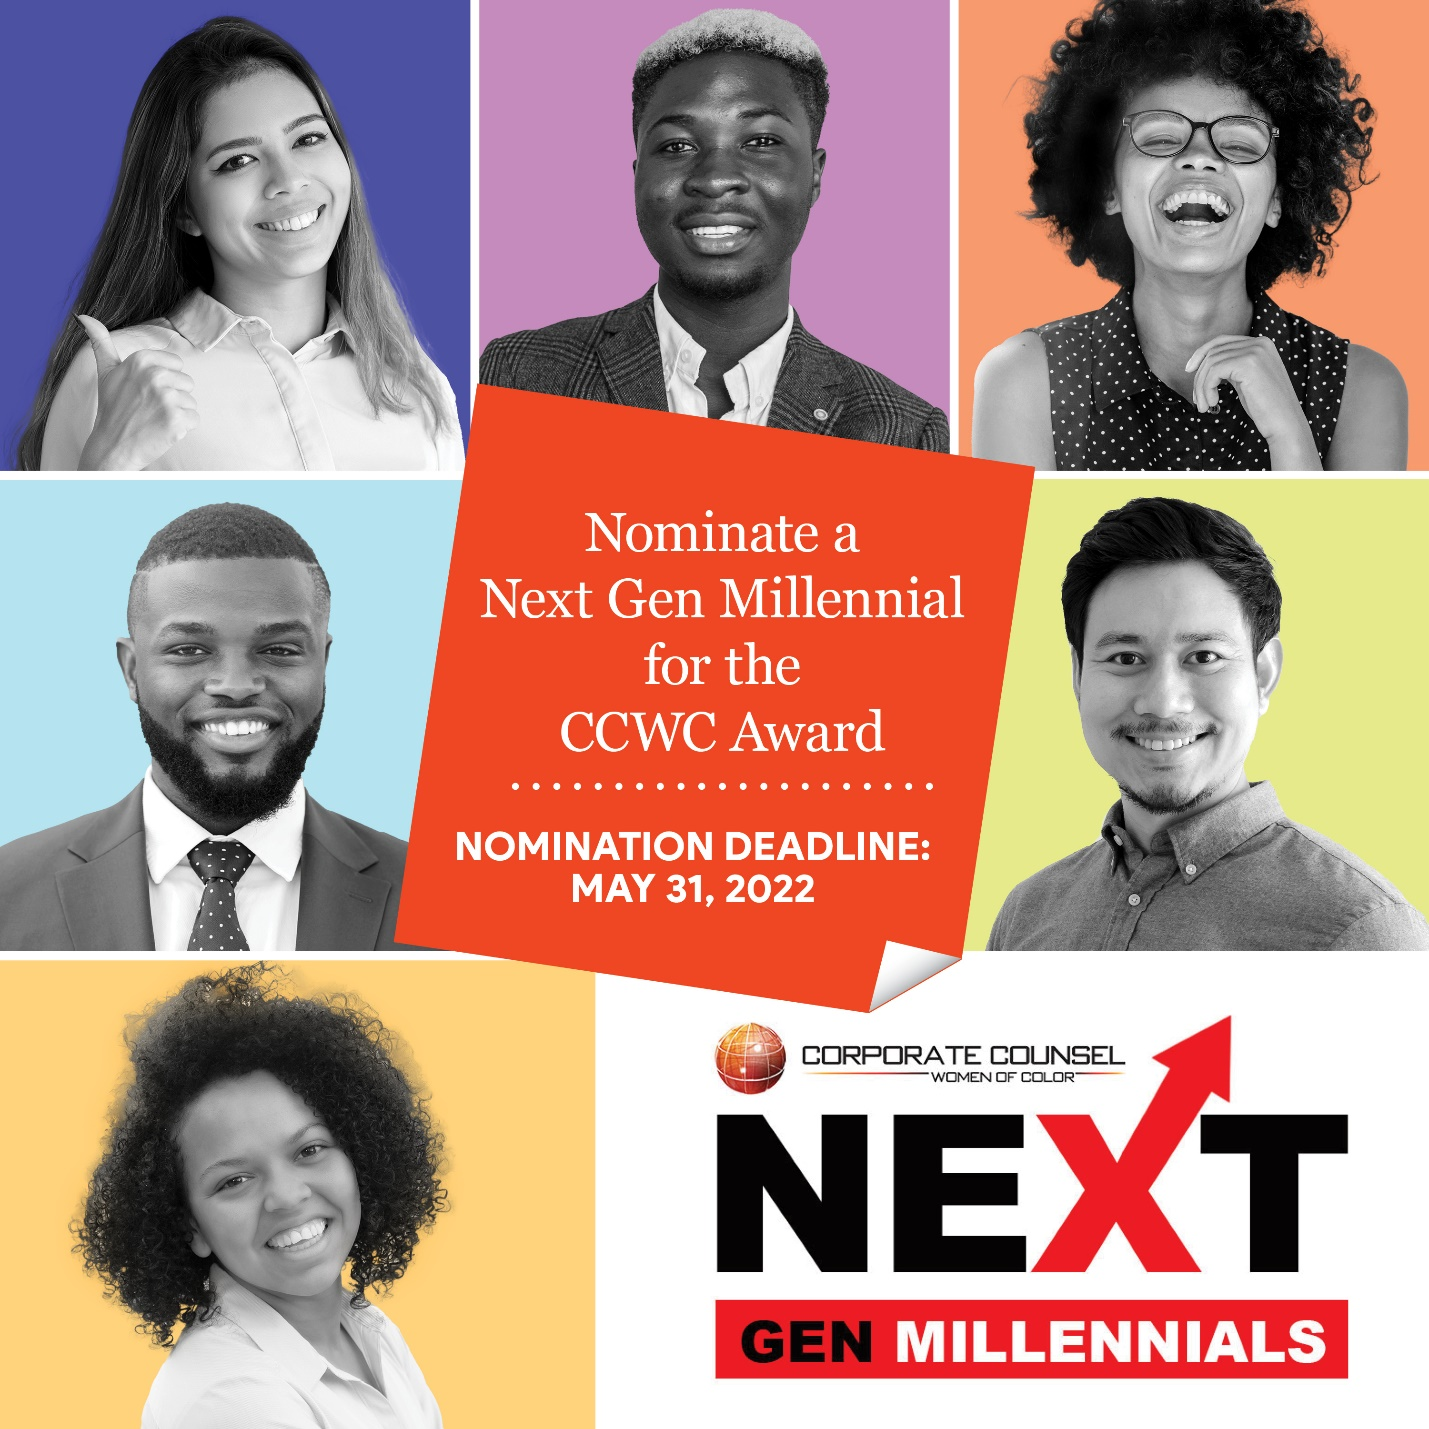 Nominate a
Next Gen Millennial
for the
CCWC Award
NOMINATION DEADLINE:
MAY 31, 2022
CORPORATE COUNSEL
WOMEN OF COLOR
NEXT
GEN MILLENNIALS